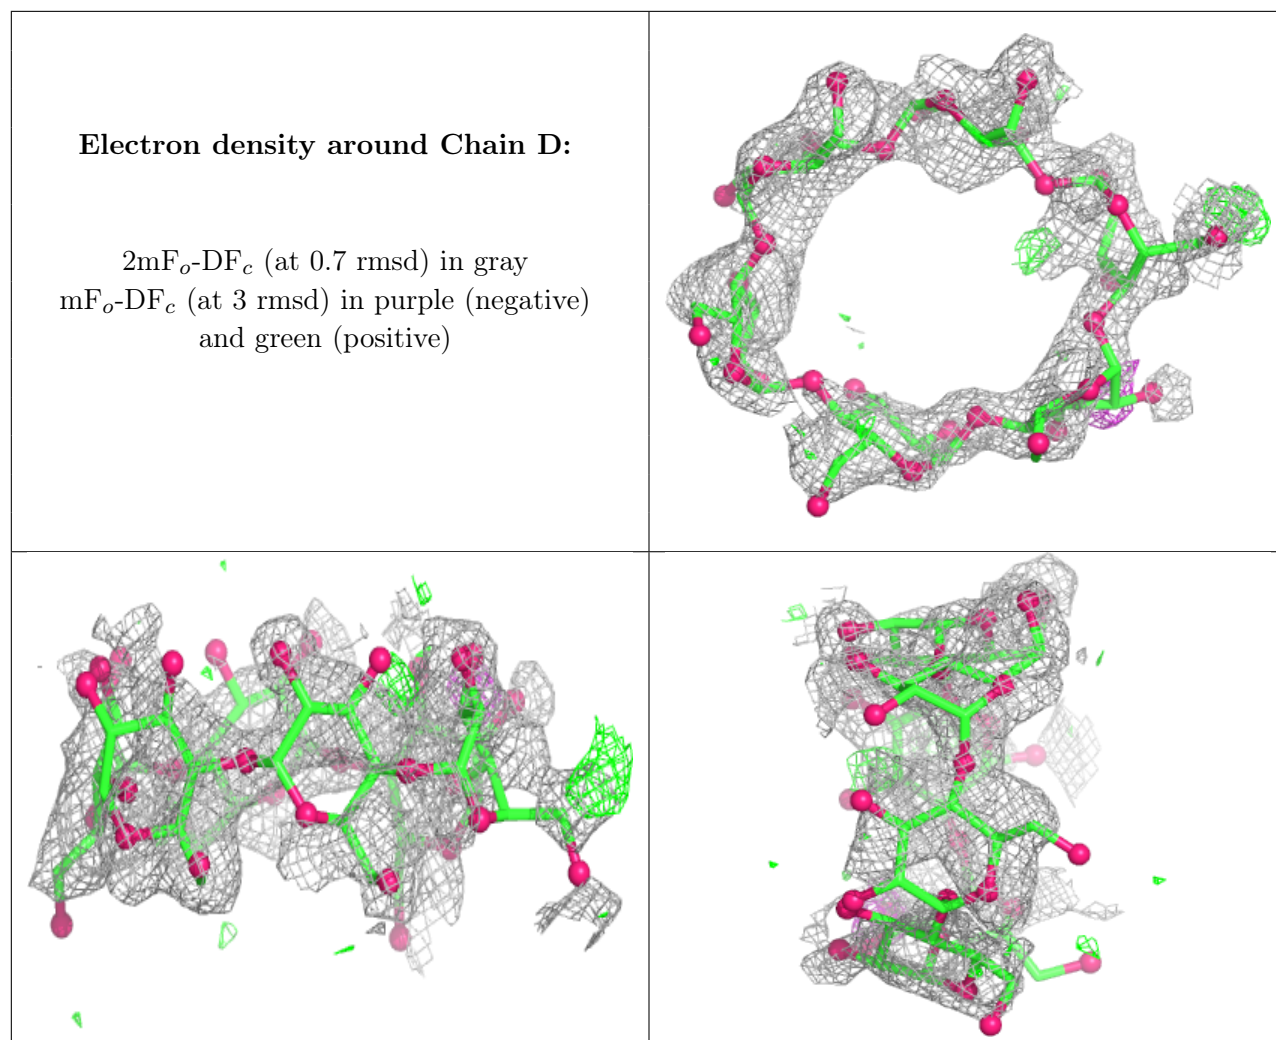 Electron density around Chain D:
2mFₒ-DF𝒸 (at 0.7 rmsd) in gray
mFₒ-DF𝒸 (at 3 rmsd) in purple (negative)
and green (positive)